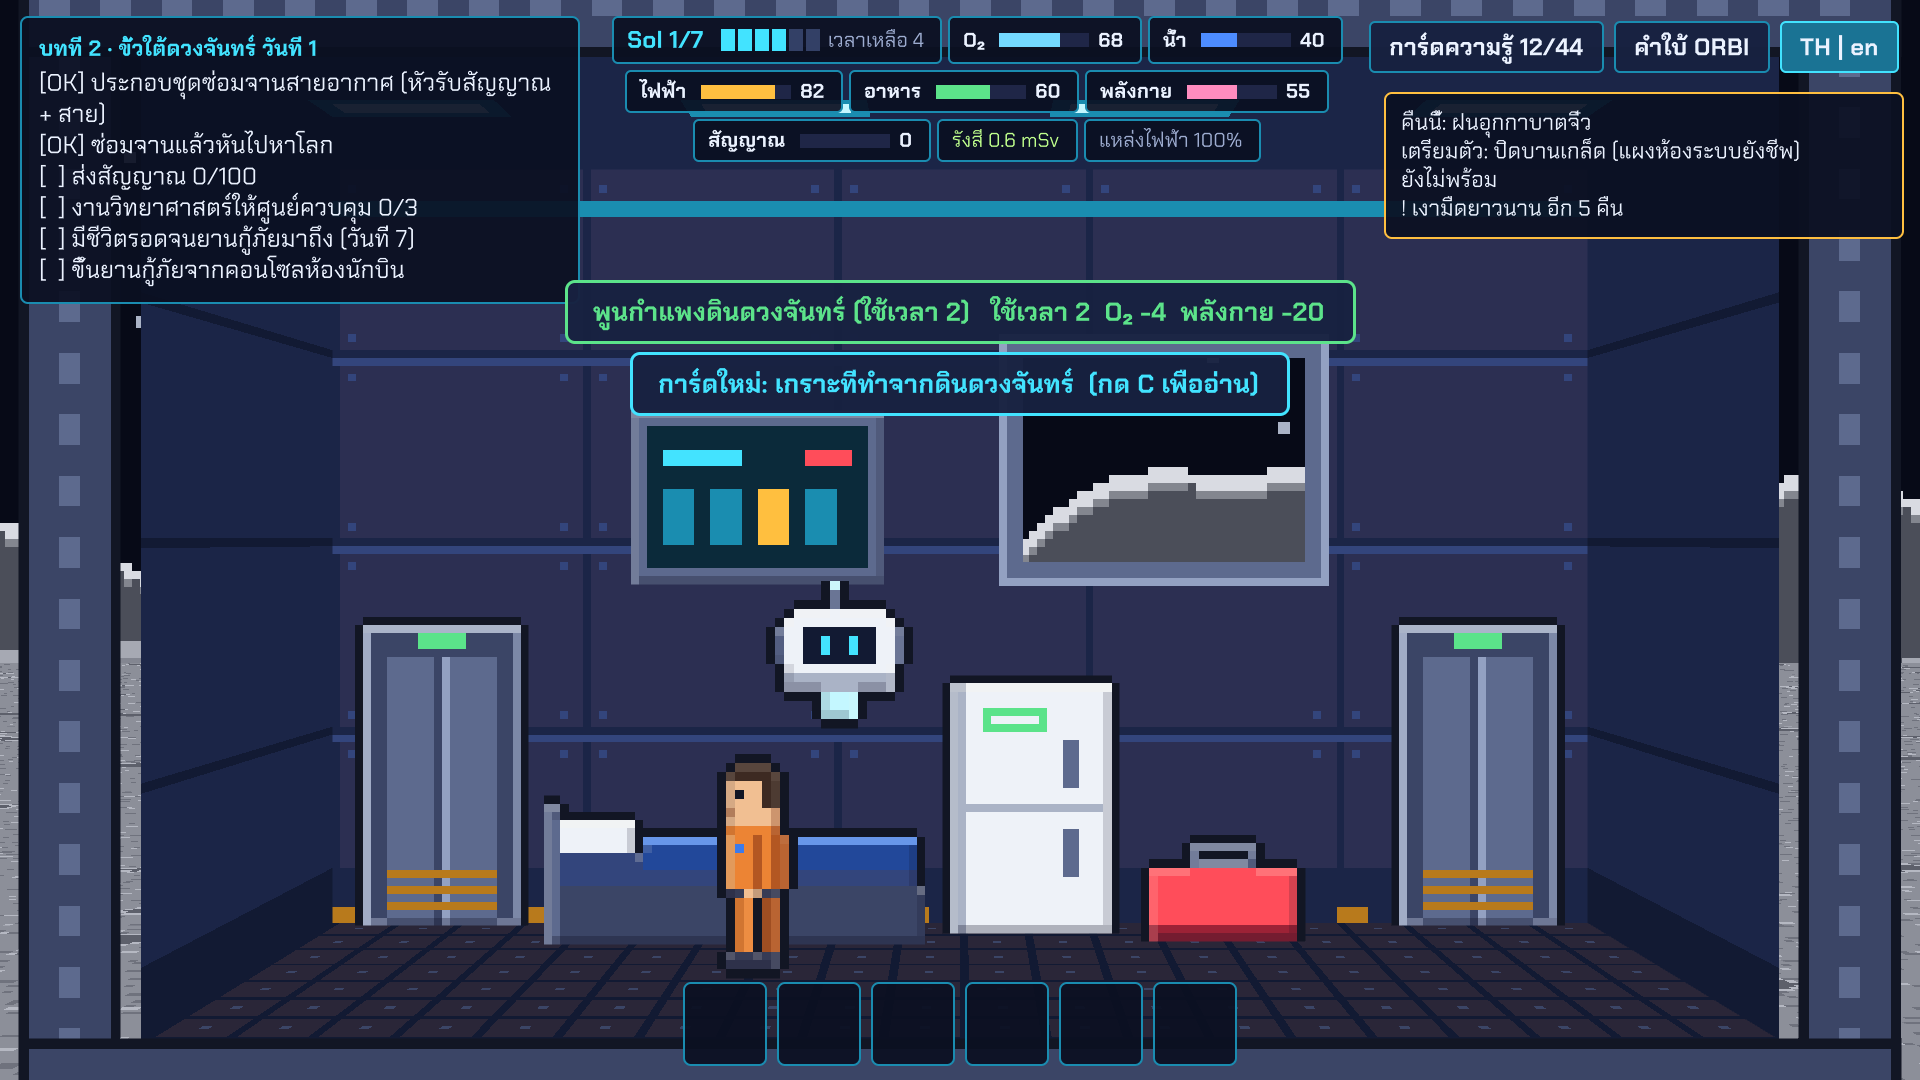 บทที่ 2 · ขั้วใต้ดวงจันทร์ วันที่ 1
[OK] ประกอบชุดซ่อมจานสายอากาศ (หัวรับสัญญาณ
+ สาย)
[OK] ซ่อมจานแล้วหันไปหาโลก
[ ] ส่งสัญญาณ 0/100
[ ] งานวิทยาศาสตร์ให้ศูนย์ควบคุม 0/3
[ ] มีชีวิตรอดจนยานกู้ภัยมาถึง (วันที่ 7)
[ ] ขึ้นยานกู้ภัยจากคอนโซลห้องนักบิน
Sol 1/7 เวลาเหลือ 4
O₂ 68
น้ำ 40
ไฟฟ้า 82
อาหาร 60
พลังกาย 55
สัญญาณ 0
รังสี 0.6 mSv
แหล่งไฟฟ้า 100%
การ์ดความรู้ 12/44
คำใบ้ ORBI
TH | en
คืนนี้: ฝนอุกกาบาตจิ๋ว
เตรียมตัว: ปิดบานเกล็ด (แผงห้องระบบยังชีพ)
ยังไม่พร้อม
! เงามืดยาวนาน อีก 5 คืน
พูนกำแพงดินดวงจันทร์ (ใช้เวลา 2) ใช้เวลา 2 O₂ -4 พลังกาย -20
การ์ดใหม่: เกราะที่ทำจากดินดวงจันทร์ (กด C เพื่ออ่าน)